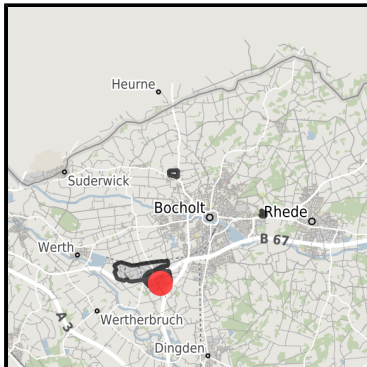 Heurne
Suderwick
Bocholt
Rhede
B 67
Werth
A 3
Wertherbruch
Dingden